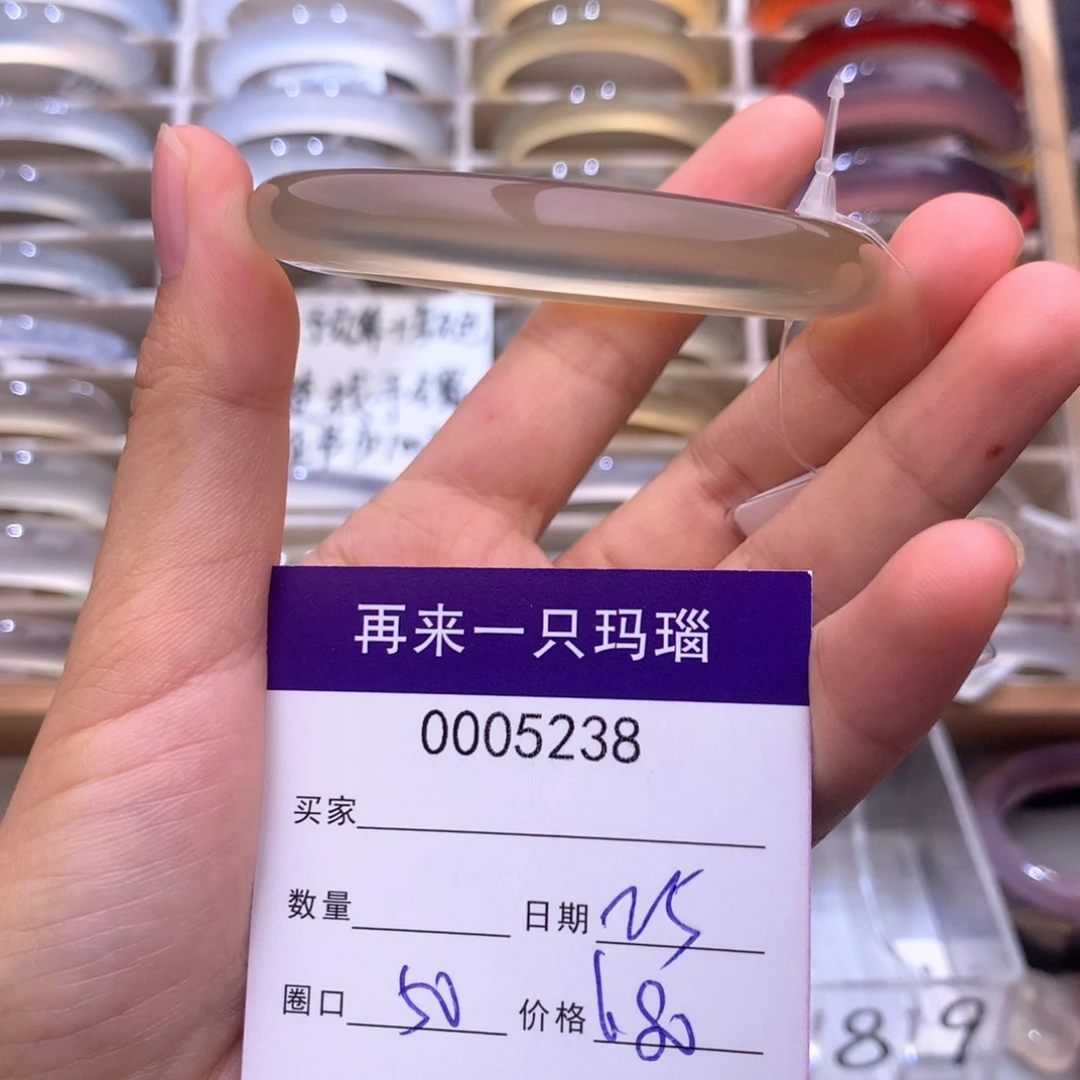 再来一只玛瑙
0005238
买家
数量 日期 25
圈口 50 价格 680
89